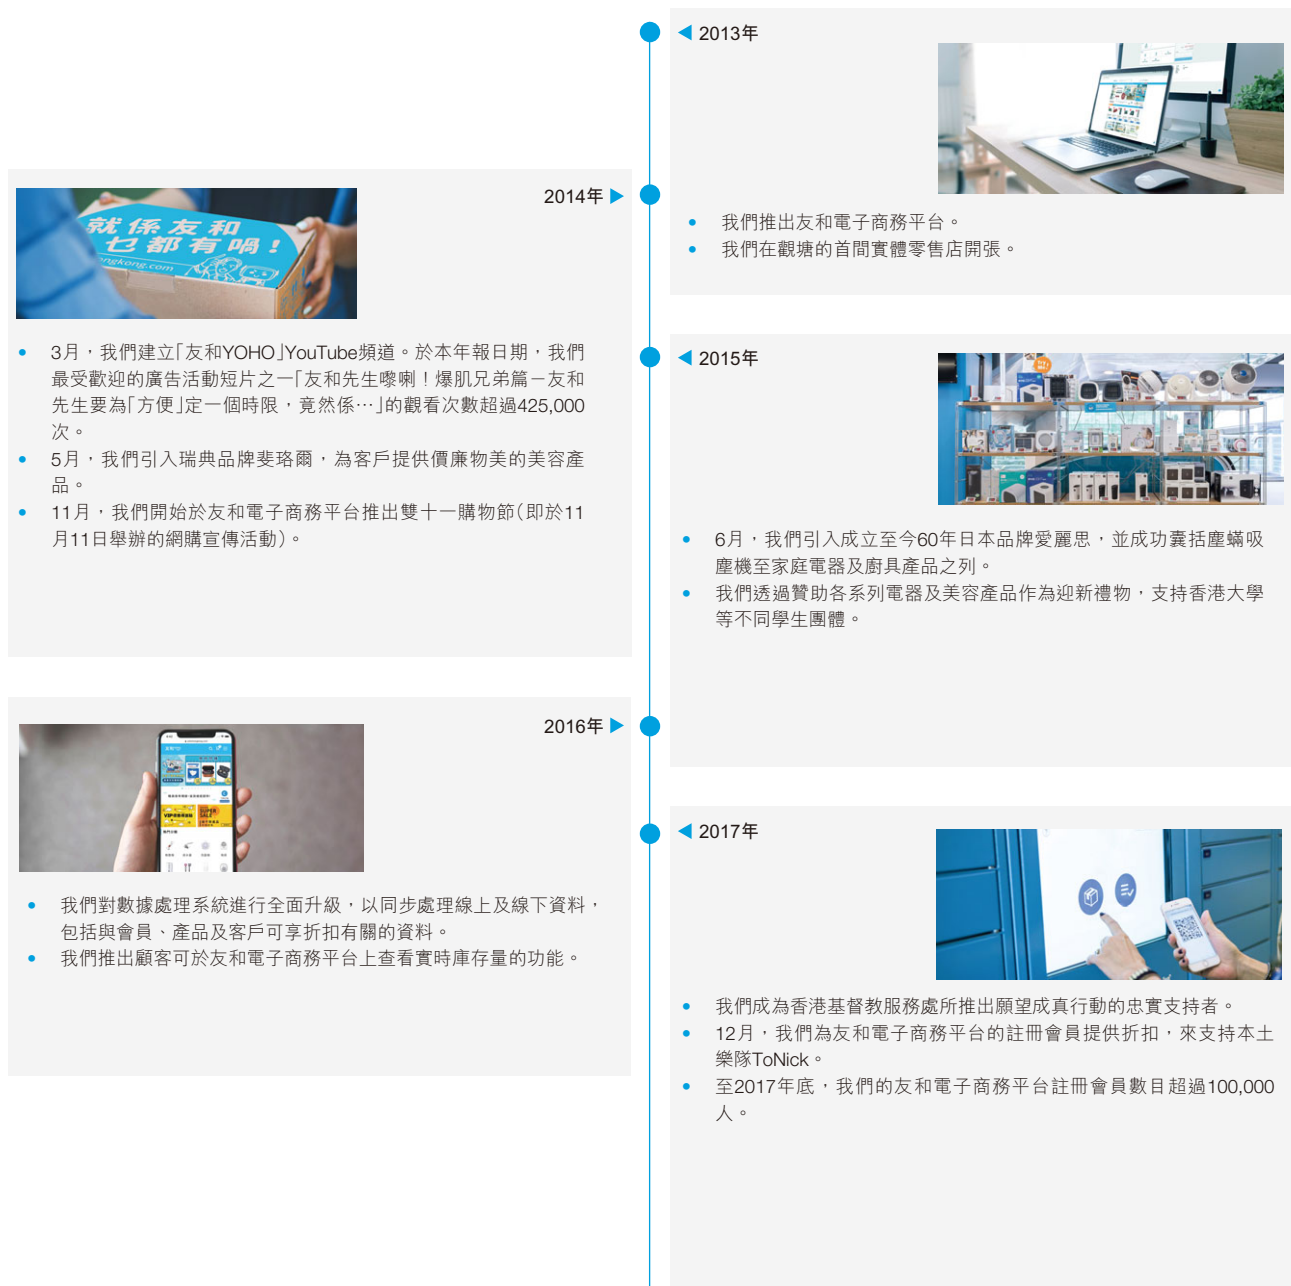 2013年
我們推出友和電子商務平台。
我們在觀塘的首間實體零售店開張。
2014年
就係友和
乜都有喎！
ngkong.com
3月，我們建立「友和YOHO」YouTube頻道。於本年報日期，我們
最受歡迎的廣告活動短片之一「友和先生嚟喇！爆肌兄弟篇－友和
先生要為「方便」定一個時限，竟然係…」的觀看次數超過425,000
次。
5月，我們引入瑞典品牌斐珞爾，為客戶提供價廉物美的美容產
品。
11月，我們開始於友和電子商務平台推出雙十一購物節（即於11
月11日舉辦的網購宣傳活動）。
2015年
6月，我們引入成立至今60年日本品牌愛麗思，並成功囊括塵蟎吸
塵機至家庭電器及廚具產品之列。
我們透過贊助各系列電器及美容產品作為迎新禮物，支持香港大學
等不同學生團體。
2016年
SUPER
SALE
我們對數據處理系統進行全面升級，以同步處理線上及線下資料，
包括與會員、產品及客戶可享折扣有關的資料。
我們推出顧客可於友和電子商務平台上查看實時庫存量的功能。
2017年
我們成為香港基督教服務處所推出願望成真行動的忠實支持者。
12月，我們為友和電子商務平台的註冊會員提供折扣，來支持本土
樂隊ToNick。
至2017年底，我們的友和電子商務平台註冊會員數目超過100,000
人。